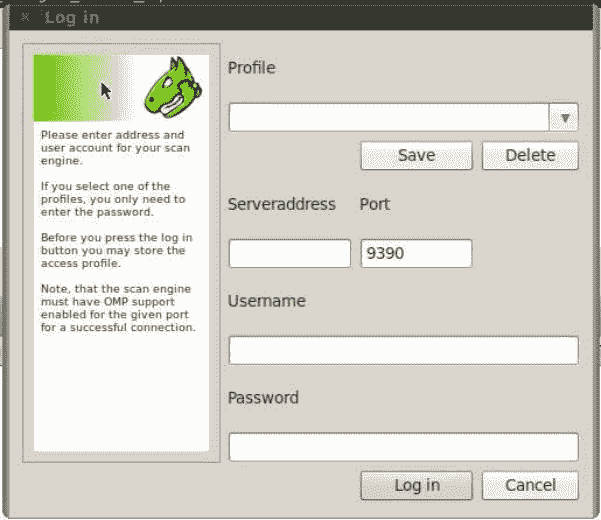 Log in
Profile
Please enter address and
user account for your scan
engine.
If you select one of the
profiles, you only need to
enter the password.
Before you press the log in
button you may store the
access profile.
Note, that the scan engine
must have OMP support
enabled for the given port
for a successful connection.
Save Delete
Serveraddress Port
9390
Username
Password
Log in Cancel